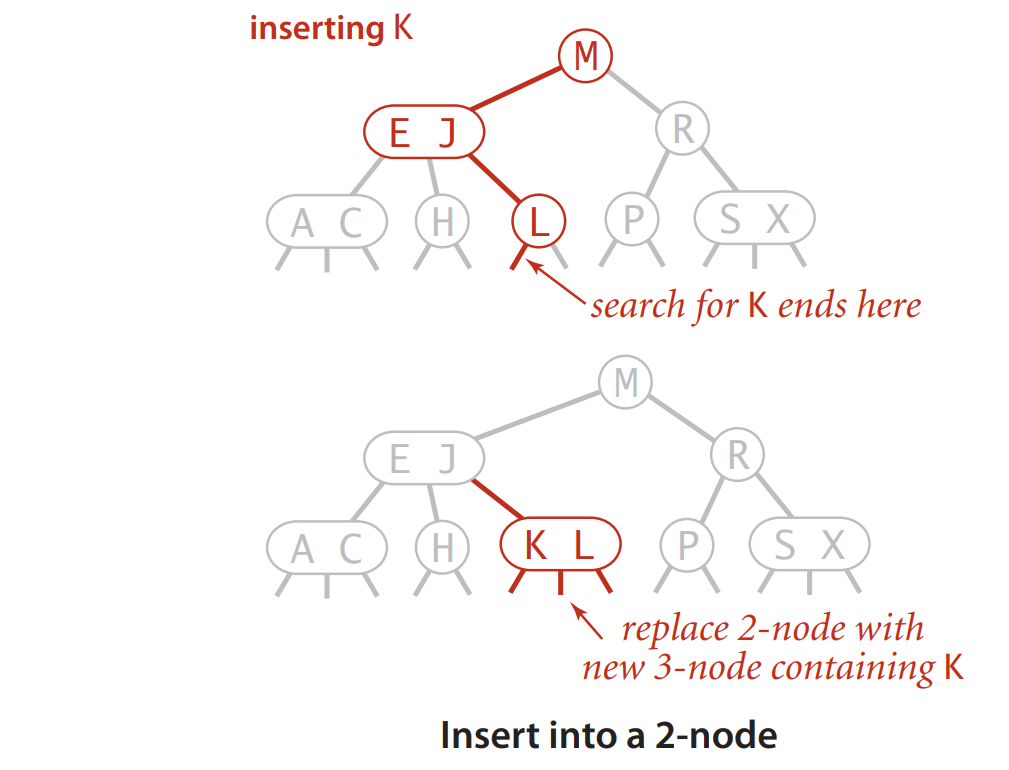 inserting K
M
E J
R
A C
H
L
P
S X
search for K ends here
M
E J
R
A C
H
K L
P
S X
replace 2-node with
new 3-node containing K
Insert into a 2-node